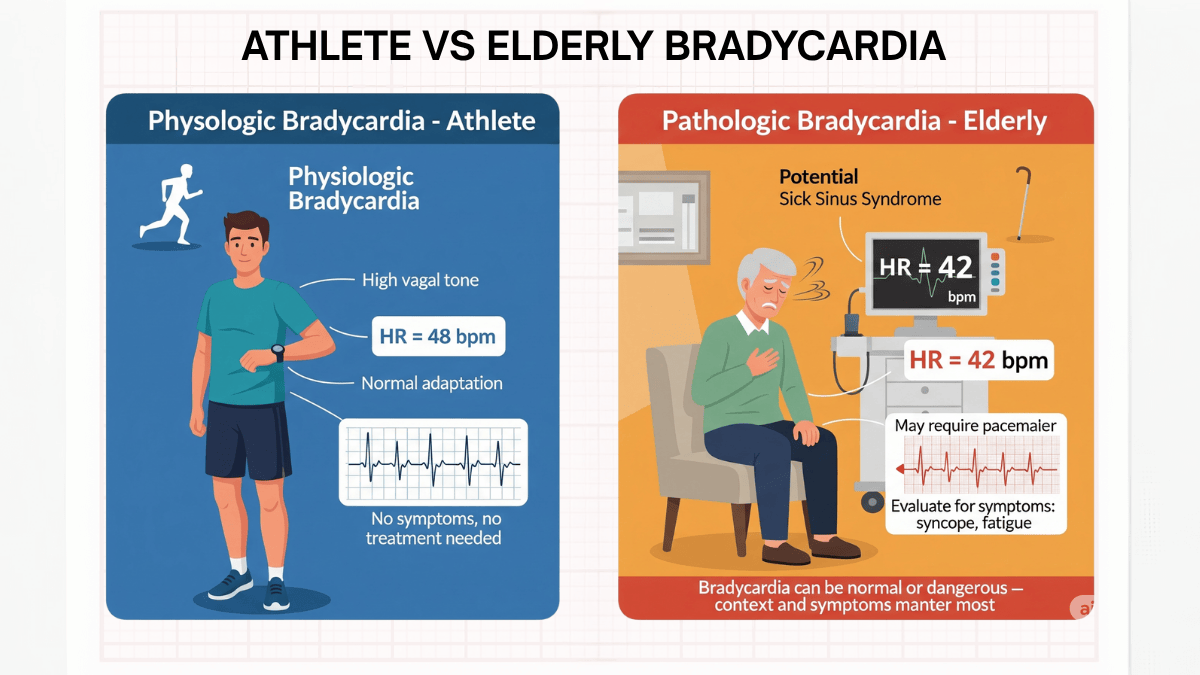 ATHLETE VS ELDERLY BRADYCARDIA
Physologic Bradycardia - Athlete
Physiologic
Bradycardia
High vagal tone
HR = 48 bpm
Normal adaptation
No symptoms, no
treatment needed
Pathologic Bradycardia - Elderly
Potential
Sick Sinus Syndrome
HR = 42
bpm
HR = 42 bpm
May require pacemaler
Evaluate for symptoms:
syncope, fatigue
Bradycardia can be normal or dangerous –
context and symptoms manter most
ai